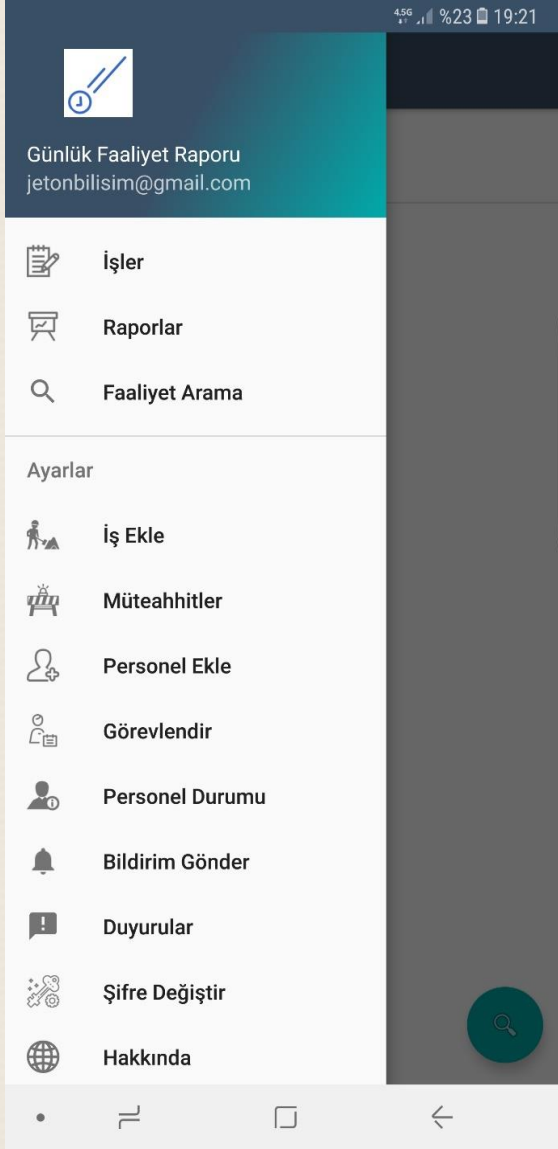 4.5G %23 19:21
Günlük Faaliyet Raporu
jetonbilisim@gmail.com
İşler
Raporlar
Faaliyet Arama
Ayarlar
İş Ekle
Müteahhitler
Personel Ekle
Görevlendir
Personel Durumu
Bildirim Gönder
Duyurular
Şifre Değiştir
Hakkında